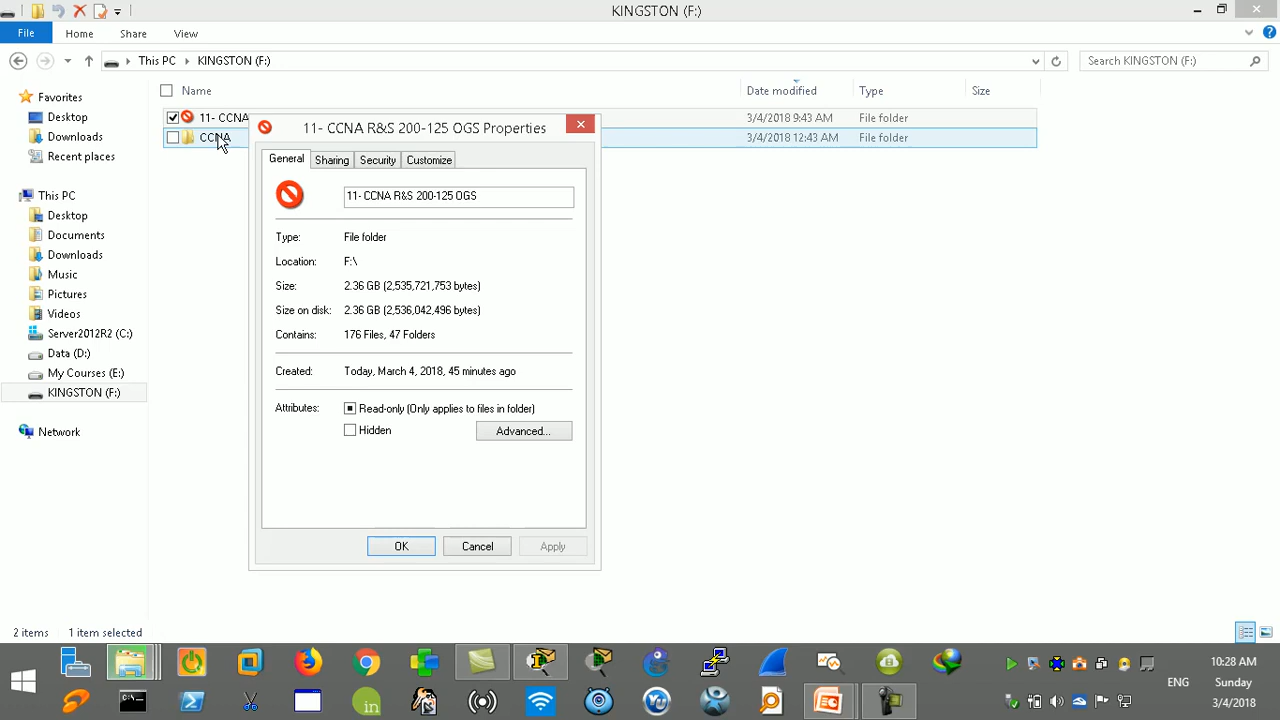 KINGSTON (F:)
File
Home
Share
View
This PC
KINGSTON (F:)
Search KINGSTON (F:)
Name
Date modified
Type
Size
Favorites
Desktop
Downloads
Recent places
This PC
Desktop
Documents
Downloads
Music
Pictures
Videos
Server2012R2 (C:)
Data (D:)
My Courses (E:)
KINGSTON (F:)
Network
11- CCNA
3/4/2018 9:43 AM
File folder
CCNA
3/4/2018 12:43 AM
File folder
11- CCNA R&S 200-125 OGS Properties
General
Sharing
Security
Customize
11- CCNA R&S 200-125 OGS
Type:
File folder
Location:
F:\
Size:
2.36 GB (2,535,721,753 bytes)
Size on disk:
2.36 GB (2,536,042,496 bytes)
Contains:
176 Files, 47 Folders
Created:
Today, March 4, 2018, 45 minutes ago
Attributes:
Read-only (Only applies to files in folder)
Hidden
Advanced...
OK
Cancel
Apply
2 items
1 item selected
ENG
10:28 AM
Sunday
3/4/2018
in